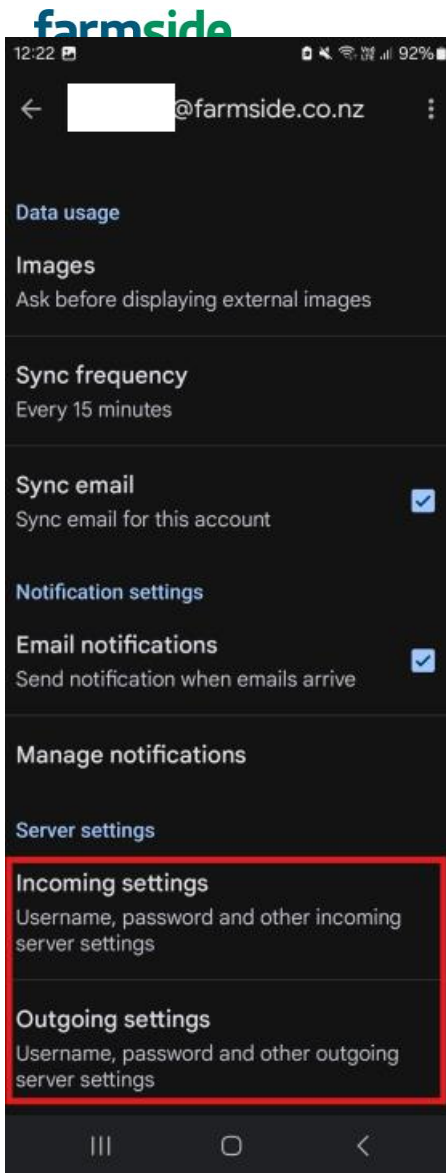 farmside
12:22 92%
@farmside.co.nz
Data usage
Images
Ask before displaying external images
Sync frequency
Every 15 minutes
Sync email
Sync email for this account
Notification settings
Email notifications
Send notification when emails arrive
Manage notifications
Server settings
Incoming settings
Username, password and other incoming
server settings
Outgoing settings
Username, password and other outgoing
server settings